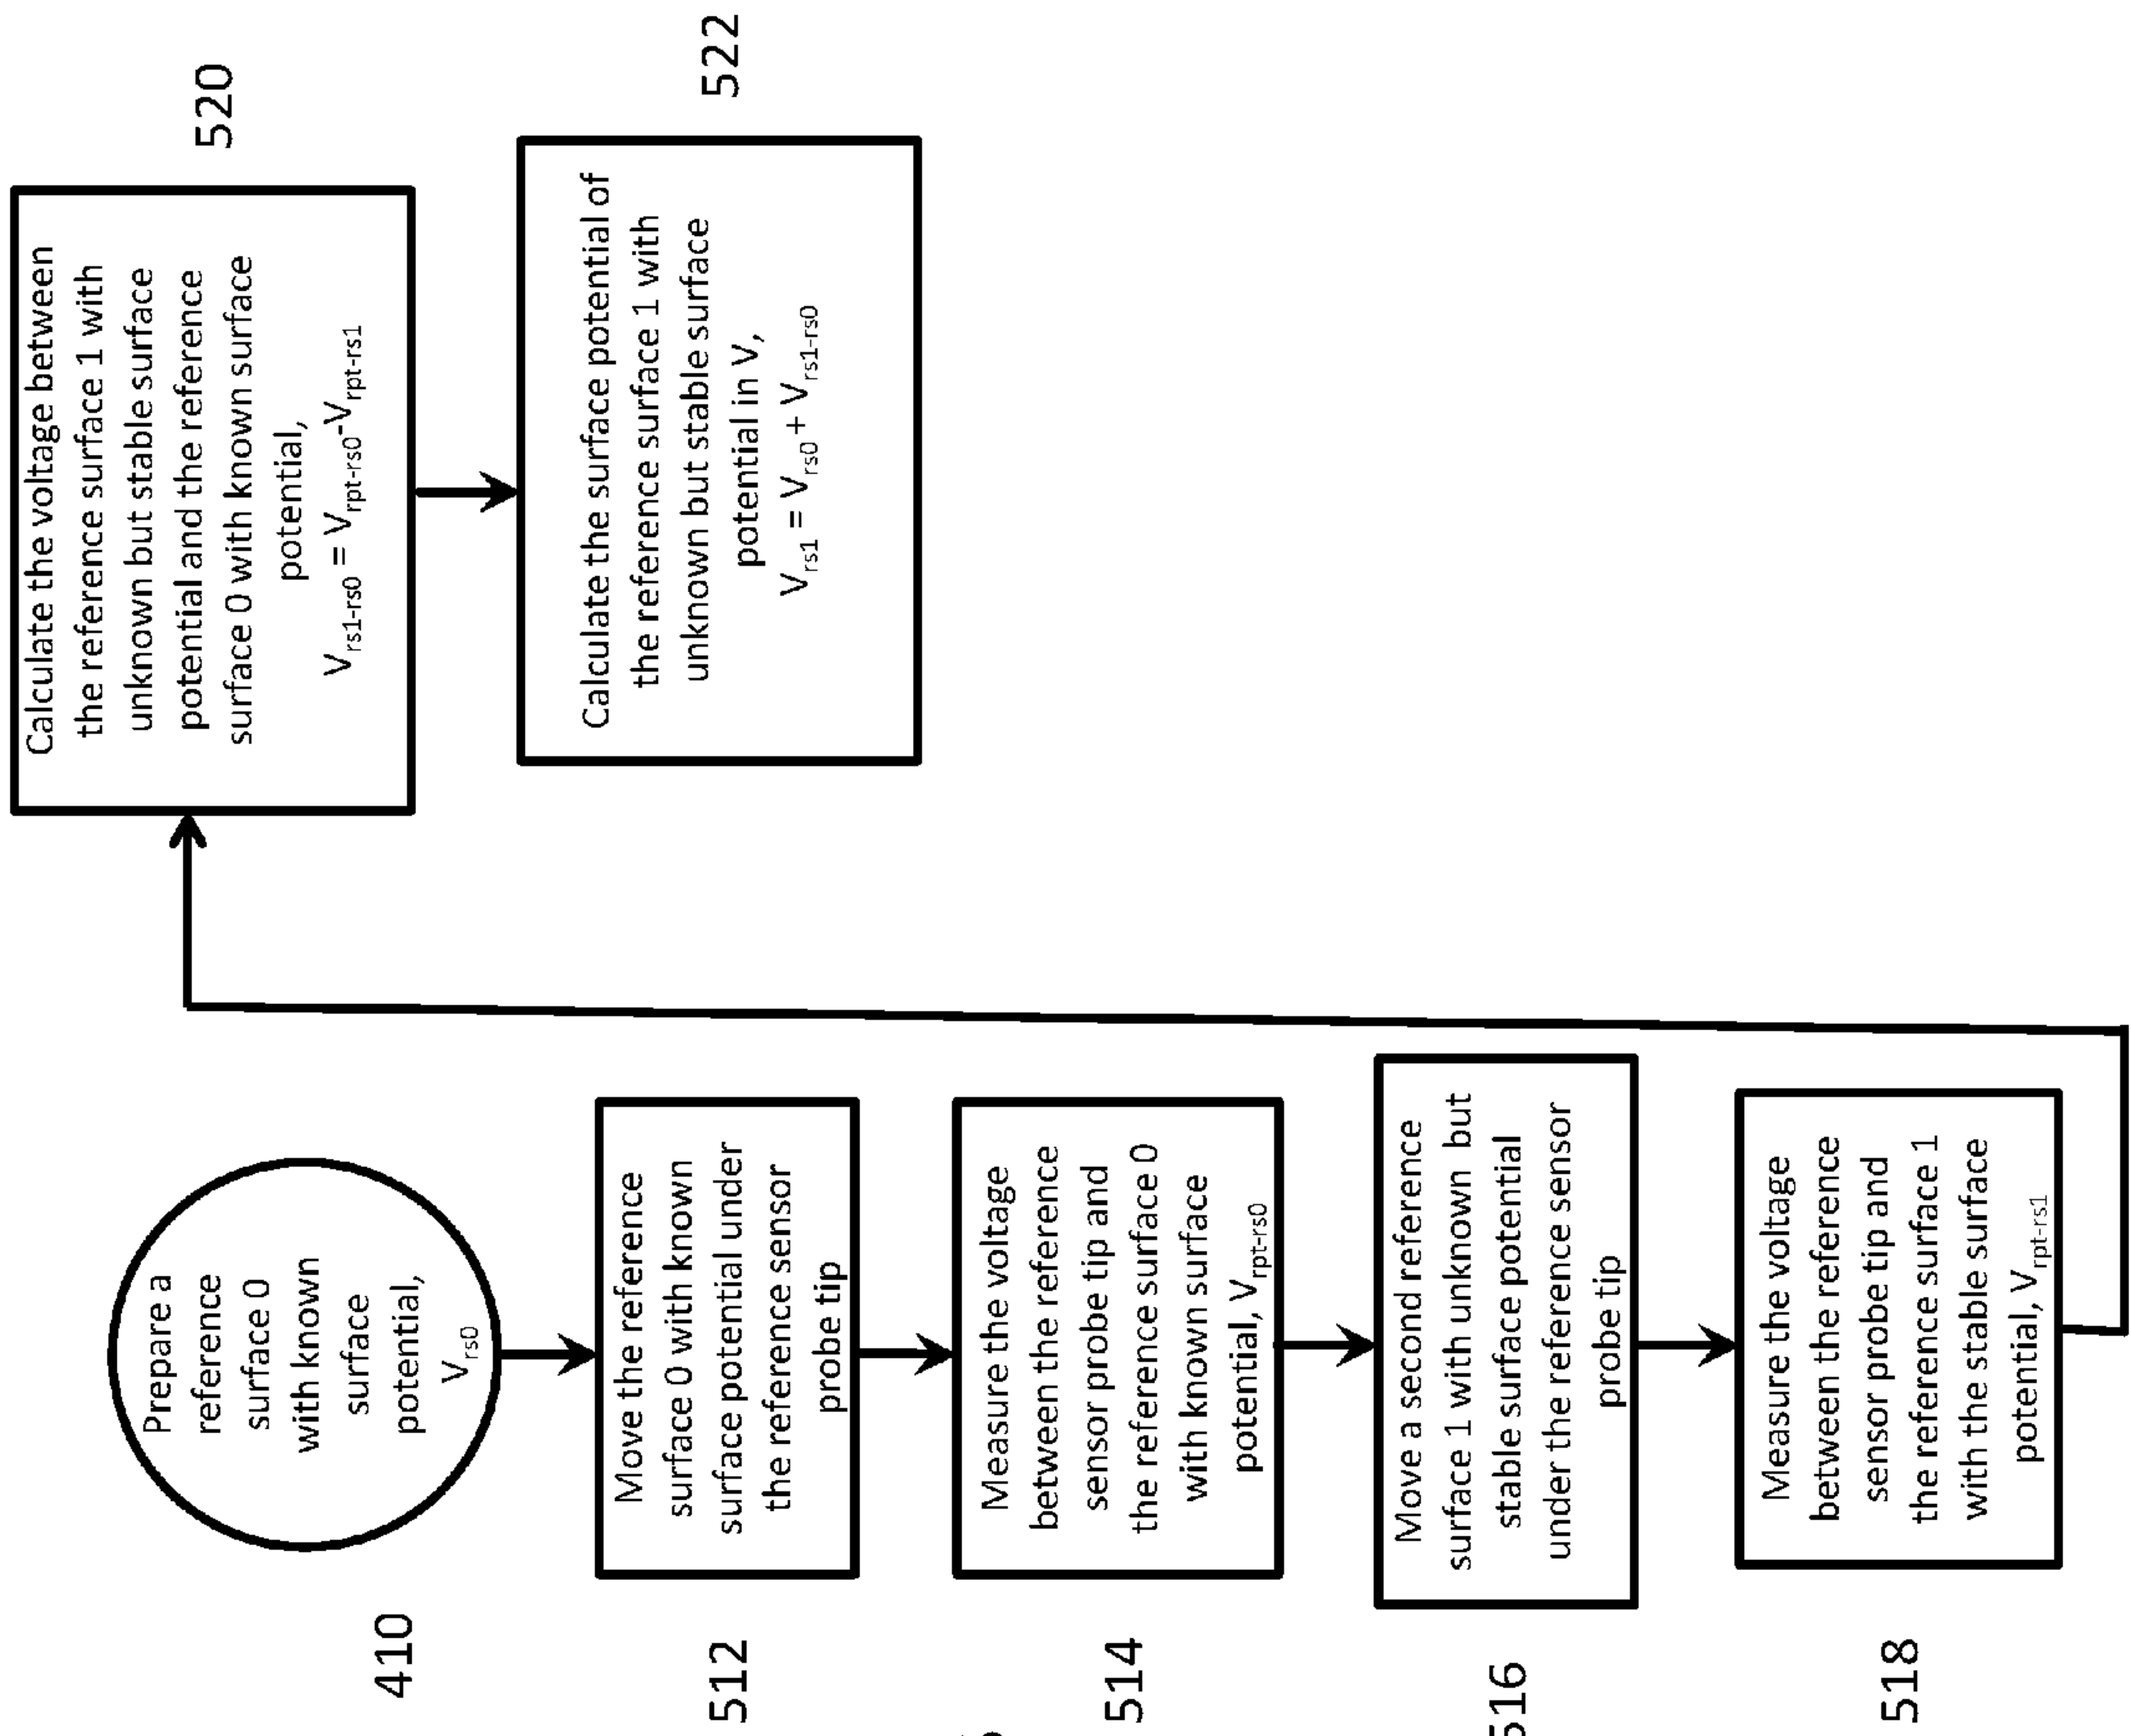 Prepare a
reference
surface 0
with known
surface
potential,
Vrs0
410
Move the reference
surface 0 with known
surface potential under
the reference sensor
probe tip
512
Measure the voltage
between the reference
sensor probe tip and
the reference surface 0
with known surface
potential, Vrpt-rs0
514
Move a second reference
surface 1 with unknown but
stable surface potential
under the reference sensor
probe tip
516
Measure the voltage
between the reference
sensor probe tip and
the reference surface 1
with the stable surface
potential, Vrpt-rs1
518
Calculate the voltage between
the reference surface 1 with
unknown but stable surface
potential and the reference
surface 0 with known surface
potential,
Vrs1-rs0 = Vrpt-rs0-Vrpt-rs1
520
Calculate the surface potential of
the reference surface 1 with
unknown but stable surface
potential in V,
Vrs1 = Vrs0 + Vrs1-rs0
522